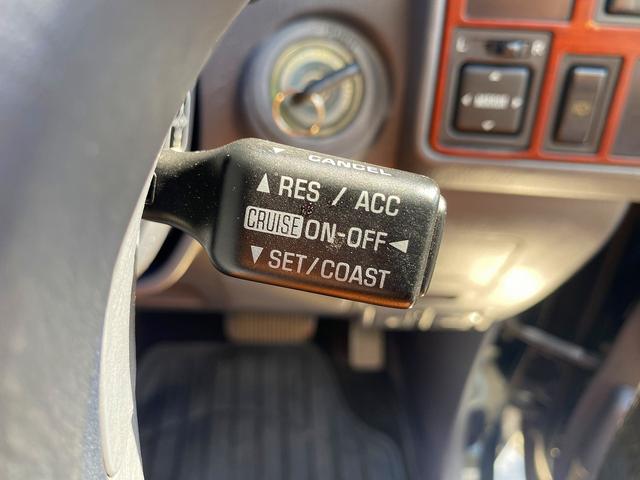 CANCEL
RES / ACC
CRUISE ON-OFF
SET/COAST
L R